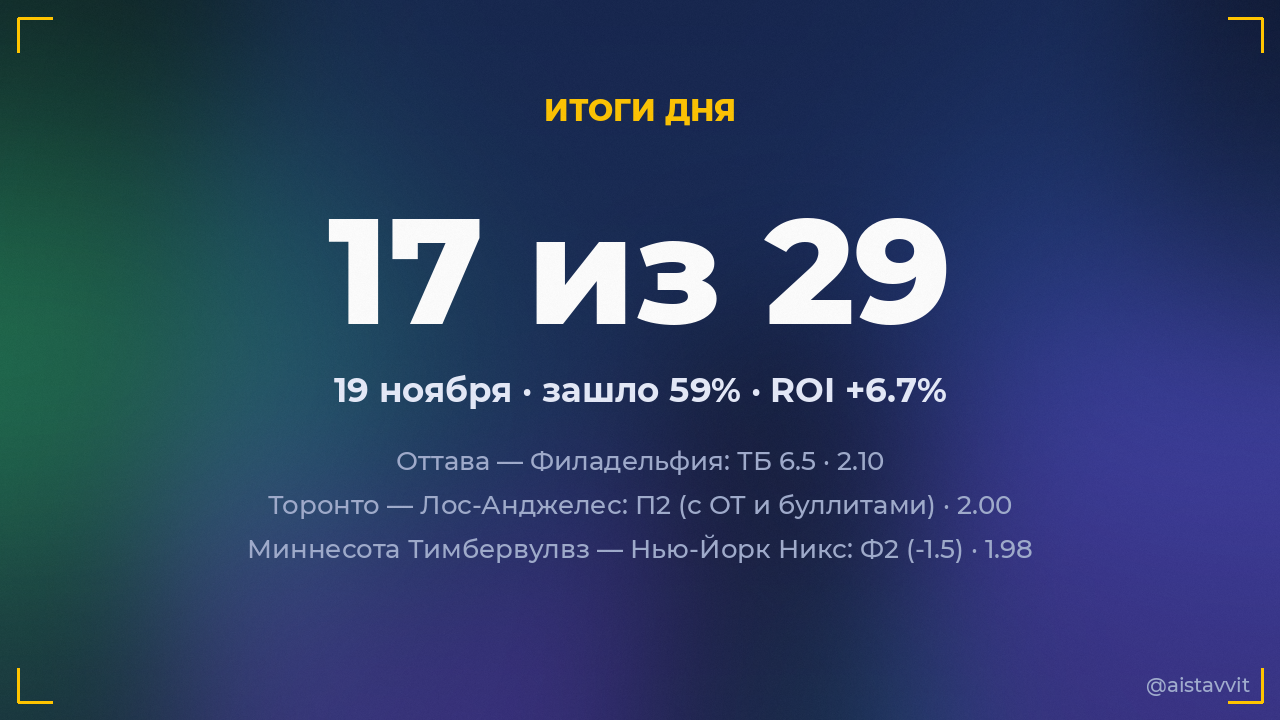 ИТОГИ ДНЯ
17 из 29
19 ноября · зашло 59% · ROI +6.7%
Оттава — Филадельфия: ТБ 6.5 · 2.10
Торонто — Лос-Анджелес: П2 (с ОТ и буллитами) · 2.00
Миннесота Тимбервулвз — Нью-Йорк Никс: Ф2 (-1.5) · 1.98
@aistavvit